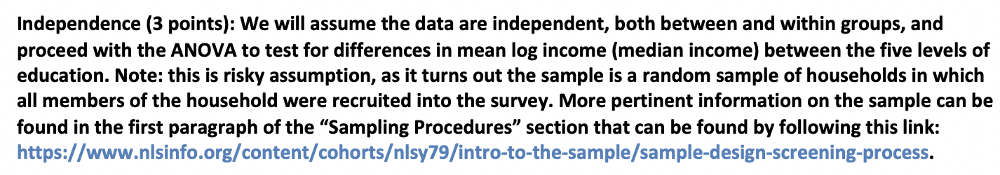 Independence (3 points): We will assume the data are independent, both between and within groups, and
proceed with the ANOVA to test for differences in mean log income (median income) between the five levels of
education. Note: this is risky assumption, as it turns out the sample is a random sample of households in which
all members of the household were recruited into the survey. More pertinent information on the sample can be
found in the first paragraph of the “Sampling Procedures” section that can be found by following this link:
https://www.nlsinfo.org/content/cohorts/nlsy79/intro-to-the-sample/sample-design-screening-process.